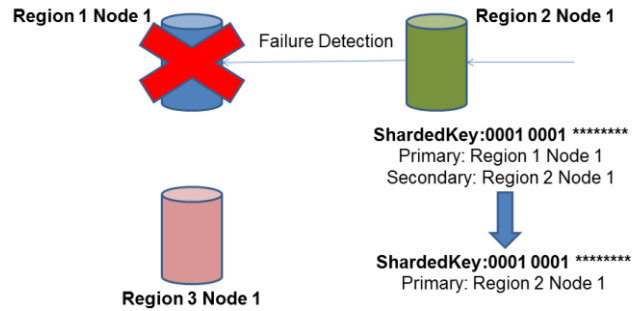 Region 1 Node 1
Region 2 Node 1
Failure Detection
ShardedKey:0001 0001 ********
Primary: Region 1 Node 1
Secondary: Region 2 Node 1
ShardedKey:0001 0001 ********
Primary: Region 2 Node 1
Region 3 Node 1